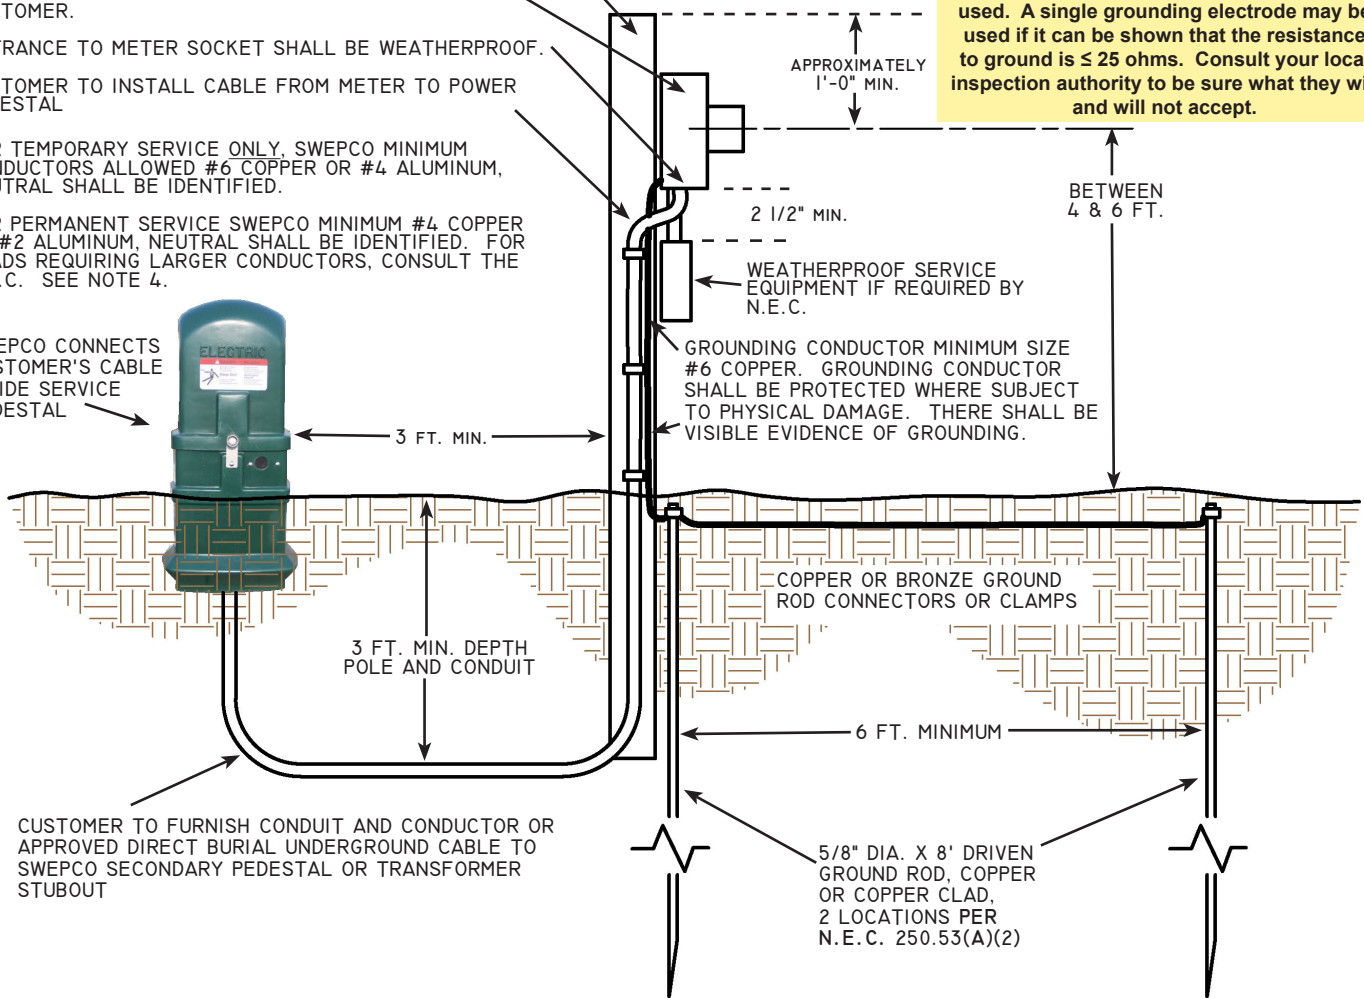 TOMER.
TRANCE TO METER SOCKET SHALL BE WEATHERPROOF.
TOMER TO INSTALL CABLE FROM METER TO POWER
ESTAL
TEMPORARY SERVICE ONLY, SWEPCO MINIMUM
NDUCTORS ALLOWED #6 COPPER OR #4 ALUMINUM,
UTRAL SHALL BE IDENTIFIED.
PERMANENT SERVICE SWEPCO MINIMUM #4 COPPER
#2 ALUMINUM, NEUTRAL SHALL BE IDENTIFIED. FOR
ADS REQUIRING LARGER CONDUCTORS, CONSULT THE
.C. SEE NOTE 4.
used. A single grounding electrode may be
used if it can be shown that the resistance
to ground is ≤ 25 ohms. Consult your loca
inspection authority to be sure what they wi
and will not accept.
APPROXIMATELY
1'-0" MIN.
BETWEEN
4 & 6 FT.
2 1/2" MIN.
WEATHERPROOF SERVICE
EQUIPMENT IF REQUIRED BY
N.E.C.
EPCO CONNECTS
STOMER'S CABLE
IDE SERVICE
DESTAL
ELECTRIC
GROUNDING CONDUCTOR MINIMUM SIZE
#6 COPPER. GROUNDING CONDUCTOR
SHALL BE PROTECTED WHERE SUBJECT
TO PHYSICAL DAMAGE. THERE SHALL BE
VISIBLE EVIDENCE OF GROUNDING.
3 FT. MIN.
COPPER OR BRONZE GROUND
ROD CONNECTORS OR CLAMPS
3 FT. MIN. DEPTH
POLE AND CONDUIT
6 FT. MINIMUM
CUSTOMER TO FURNISH CONDUIT AND CONDUCTOR OR
APPROVED DIRECT BURIAL UNDERGROUND CABLE TO
SWEPCO SECONDARY PEDESTAL OR TRANSFORMER
STUBOUT
5/8" DIA. X 8' DRIVEN
GROUND ROD, COPPER
OR COPPER CLAD,
2 LOCATIONS PER
N.E.C. 250.53(A)(2)